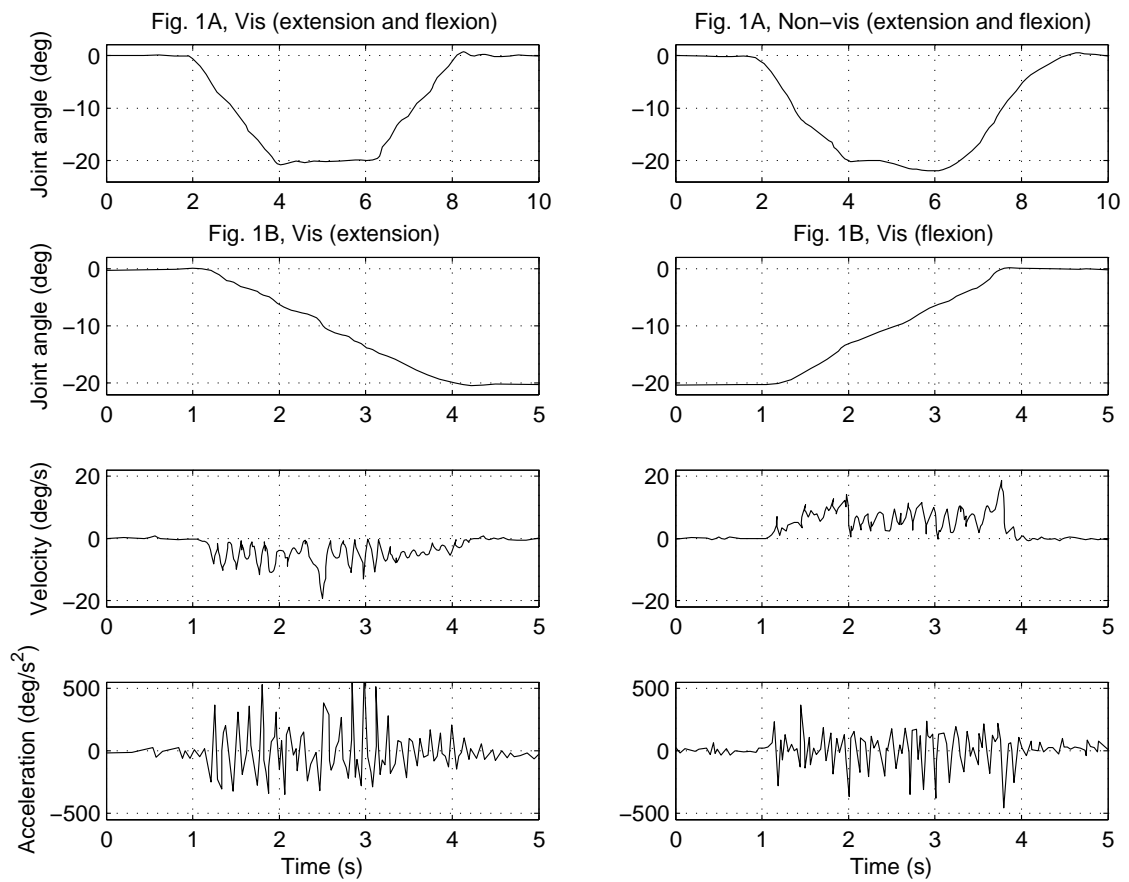 Fig. 1A, Vis (extension and flexion)
Joint angle (deg)
0
−10
−20
0 2 4 6 8 10
Fig. 1A, Non−vis (extension and flexion)
0
−10
−20
0 2 4 6 8 10
Fig. 1B, Vis (extension)
Joint angle (deg)
0
−10
−20
0 1 2 3 4 5
Fig. 1B, Vis (flexion)
0
−10
−20
0 1 2 3 4 5
Velocity (deg/s)
20
0
−20
0 1 2 3 4 5
20
0
−20
0 1 2 3 4 5
Acceleration (deg/s²)
500
0
−500
0 1 2 3 4 5
Time (s)
500
0
−500
0 1 2 3 4 5
Time (s)